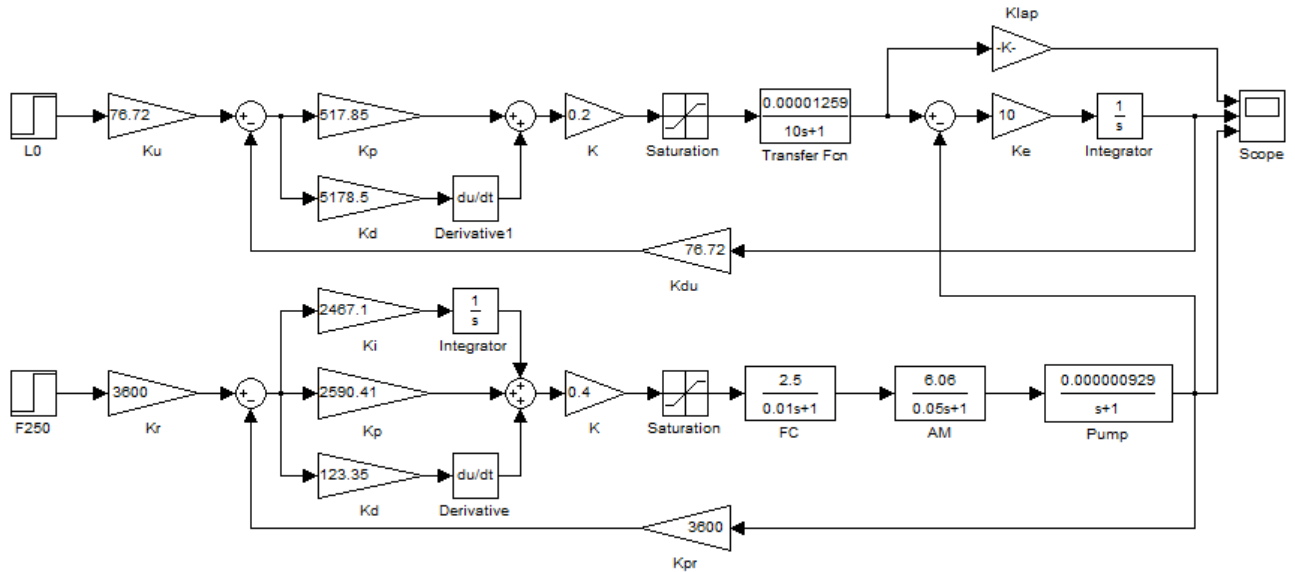 Klap
-K-
L0
76.72
Ku
+
−
517.85
Kp
5178.5
Kd
du/dt
Derivative1
+
+
0.2
K
Saturation
0.00001259
10s+1
Transfer Fcn
+
−
10
Ke
1
s
Integrator
Scope
76.72
Kdu
F250
3600
Kr
+
−
2467.1
Ki
1
s
Integrator
2590.41
Kp
123.35
Kd
du/dt
Derivative
+
+
+
0.4
K
Saturation
2.5
0.01s+1
FC
6.06
0.05s+1
AM
0.000000929
s+1
Pump
3600
Kpr